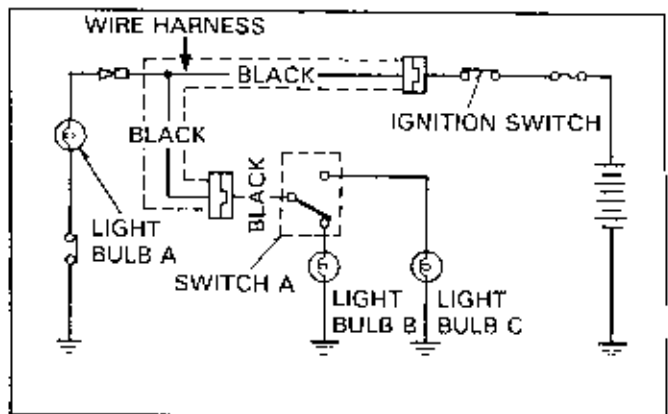 WIRE HARNESS
BLACK
IGNITION SWITCH
BLACK
BLACK
LIGHT
BULB A
SWITCH A
LIGHT
BULB B
LIGHT
BULB C